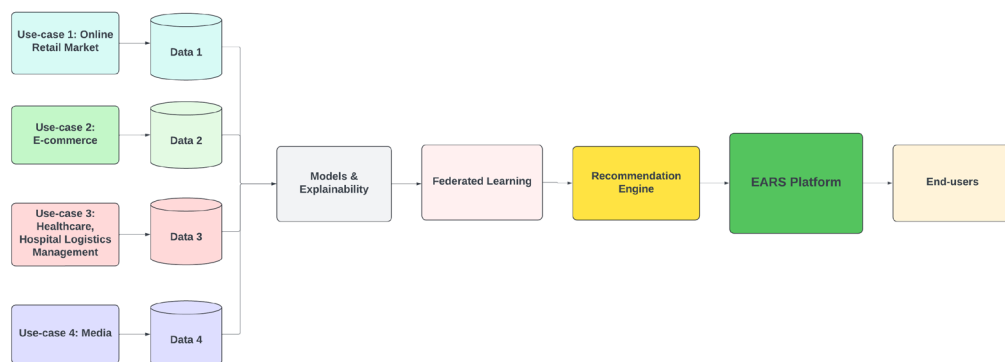 Use-case 1: Online
Retail Market
Data 1
Use-case 2:
E-commerce
Data 2
Use-case 3:
Healthcare,
Hospital Logistics
Management
Data 3
Use-case 4: Media
Data 4
Models &
Explainability
Federated Learning
Recommendation
Engine
EARS Platform
End-users